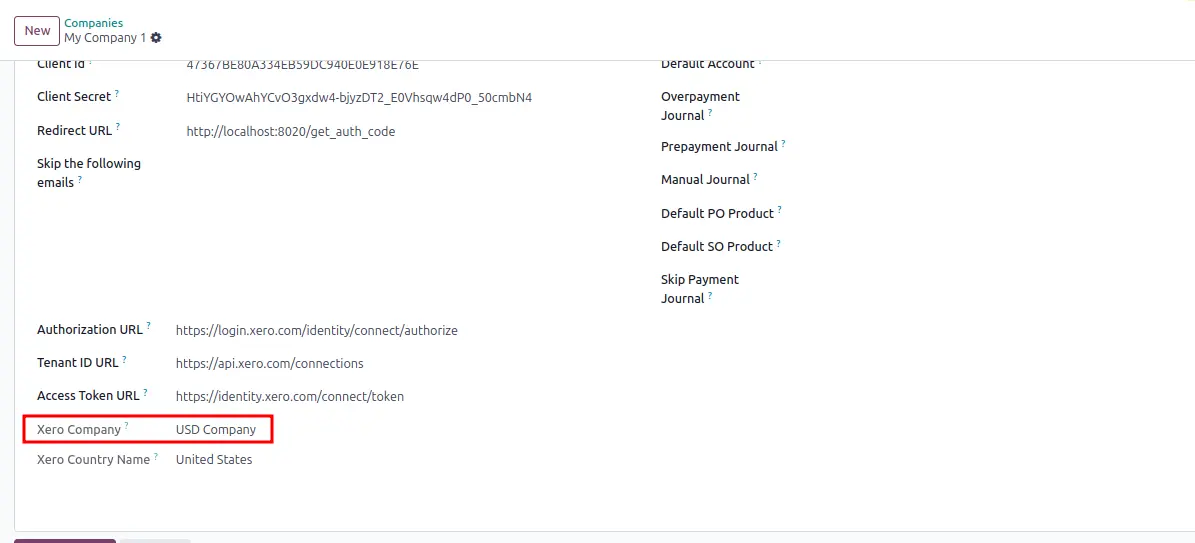 New
Companies
My Company 1
Client Id ?
47367BE80A334EB59DC940E0E918E76E
Client Secret ?
HtiYGYOwAhYCvO3gxdw4-bjyzDT2_E0Vhsqw4dP0_50cmbN4
Redirect URL ?
http://localhost:8020/get_auth_code
Skip the following
emails ?
Default Account ?
Overpayment
Journal ?
Prepayment Journal ?
Manual Journal ?
Default PO Product ?
Default SO Product ?
Skip Payment
Journal ?
Authorization URL ?
https://login.xero.com/identity/connect/authorize
Tenant ID URL ?
https://api.xero.com/connections
Access Token URL ?
https://identity.xero.com/connect/token
Xero Company ?
USD Company
Xero Country Name ?
United States